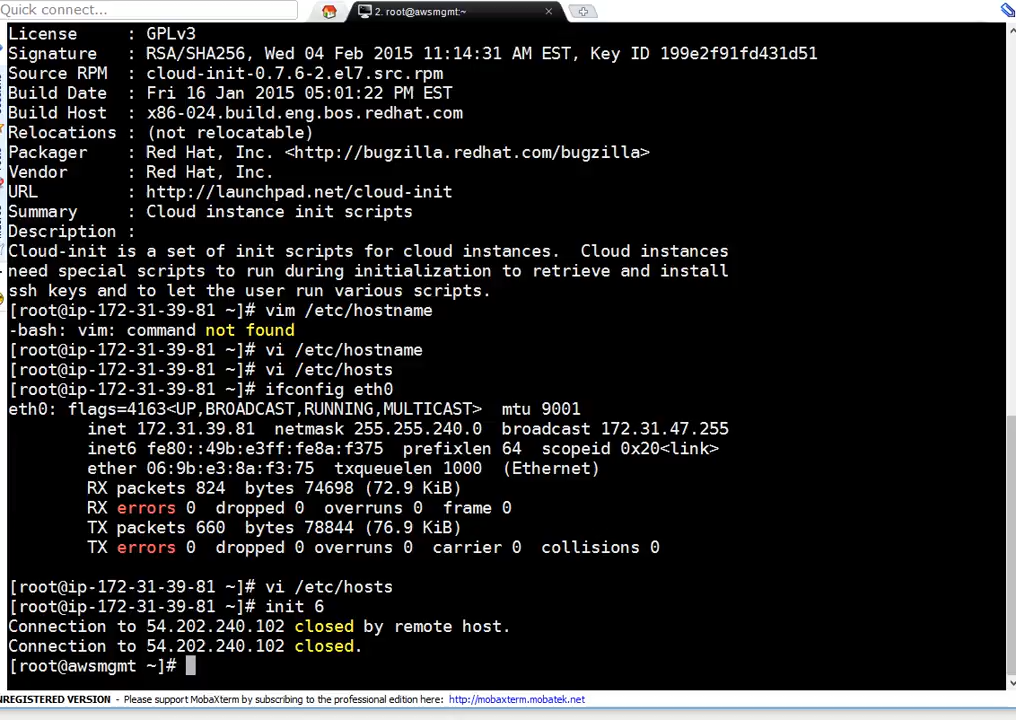 Quick connect...
2. root@awsmgmt:~
License     : GPLv3
Signature   : RSA/SHA256, Wed 04 Feb 2015 11:14:31 AM EST, Key ID 199e2f91fd431d51
Source RPM  : cloud-init-0.7.6-2.el7.src.rpm
Build Date  : Fri 16 Jan 2015 05:01:22 PM EST
Build Host  : x86-024.build.eng.bos.redhat.com
Relocations : (not relocatable)
Packager    : Red Hat, Inc. <http://bugzilla.redhat.com/bugzilla>
Vendor      : Red Hat, Inc.
URL         : http://launchpad.net/cloud-init
Summary     : Cloud instance init scripts
Description :
Cloud-init is a set of init scripts for cloud instances.  Cloud instances
need special scripts to run during initialization to retrieve and install
ssh keys and to let the user run various scripts.
[root@ip-172-31-39-81 ~]# vim /etc/hostname
-bash: vim: command not found
[root@ip-172-31-39-81 ~]# vi /etc/hostname
[root@ip-172-31-39-81 ~]# vi /etc/hosts
[root@ip-172-31-39-81 ~]# ifconfig eth0
eth0: flags=4163<UP,BROADCAST,RUNNING,MULTICAST>  mtu 9001
        inet 172.31.39.81  netmask 255.255.240.0  broadcast 172.31.47.255
        inet6 fe80::49b:e3ff:fe8a:f375  prefixlen 64  scopeid 0x20<link>
        ether 06:9b:e3:8a:f3:75  txqueuelen 1000  (Ethernet)
        RX packets 824  bytes 74698 (72.9 KiB)
        RX errors 0  dropped 0  overruns 0  frame 0
        TX packets 660  bytes 78844 (76.9 KiB)
        TX errors 0  dropped 0 overruns 0  carrier 0  collisions 0
[root@ip-172-31-39-81 ~]# vi /etc/hosts
[root@ip-172-31-39-81 ~]# init 6
Connection to 54.202.240.102 closed by remote host.
Connection to 54.202.240.102 closed.
[root@awsmgmt ~]#
NREGISTERED VERSION - Please support MobaXterm by subscribing to the professional edition here: http://mobaxterm.mobatek.net